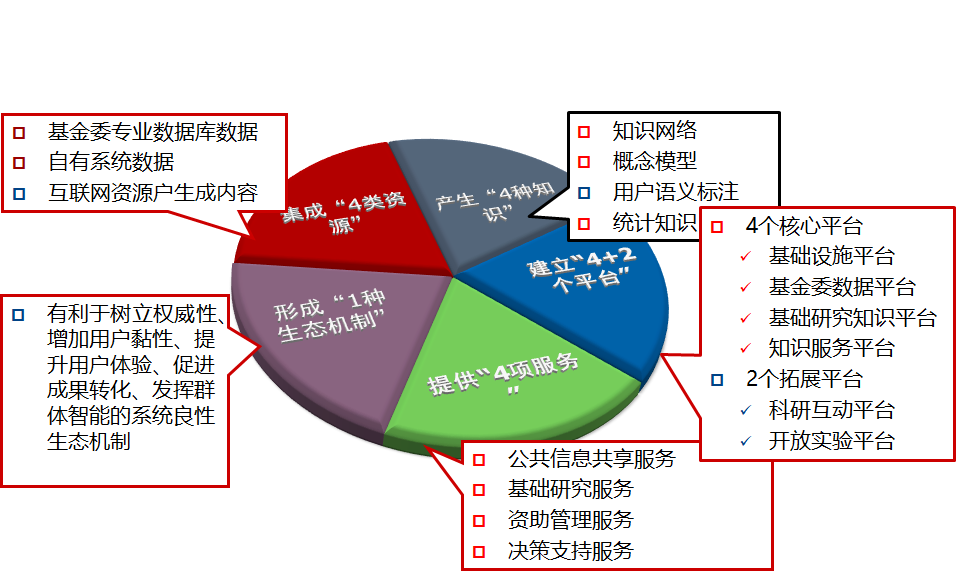 基金委专业数据库数据
自有系统数据
互联网资源户生成内容
知识网络
概念模型
用户语义标注
统计知识
集成“4类资
源”
产生“4种知
识”
建立“4+2
个平台”
形成“1种
生态机制”
提供“4项服务
”
4个核心平台
基础设施平台
基金委数据平台
基础研究知识平台
知识服务平台
2个拓展平台
科研互动平台
开放实验平台
有利于树立权威性、
增加用户黏性、提
升用户体验、促进
成果转化、发挥群
体智能的系统良性
生态机制
公共信息共享服务
基础研究服务
资助管理服务
决策支持服务